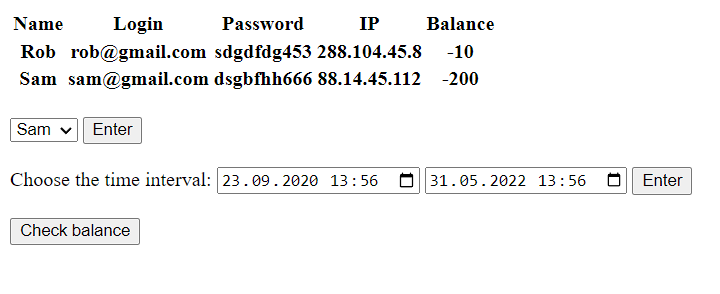 Name Login Password IP Balance
Rob rob@gmail.com sdgdfdg453 288.104.45.8 -10
Sam sam@gmail.com dsgbfhh666 88.14.45.112 -200
Sam Enter
Choose the time interval: 23.09.2020 13:56 31.05.2022 13:56 Enter
Check balance